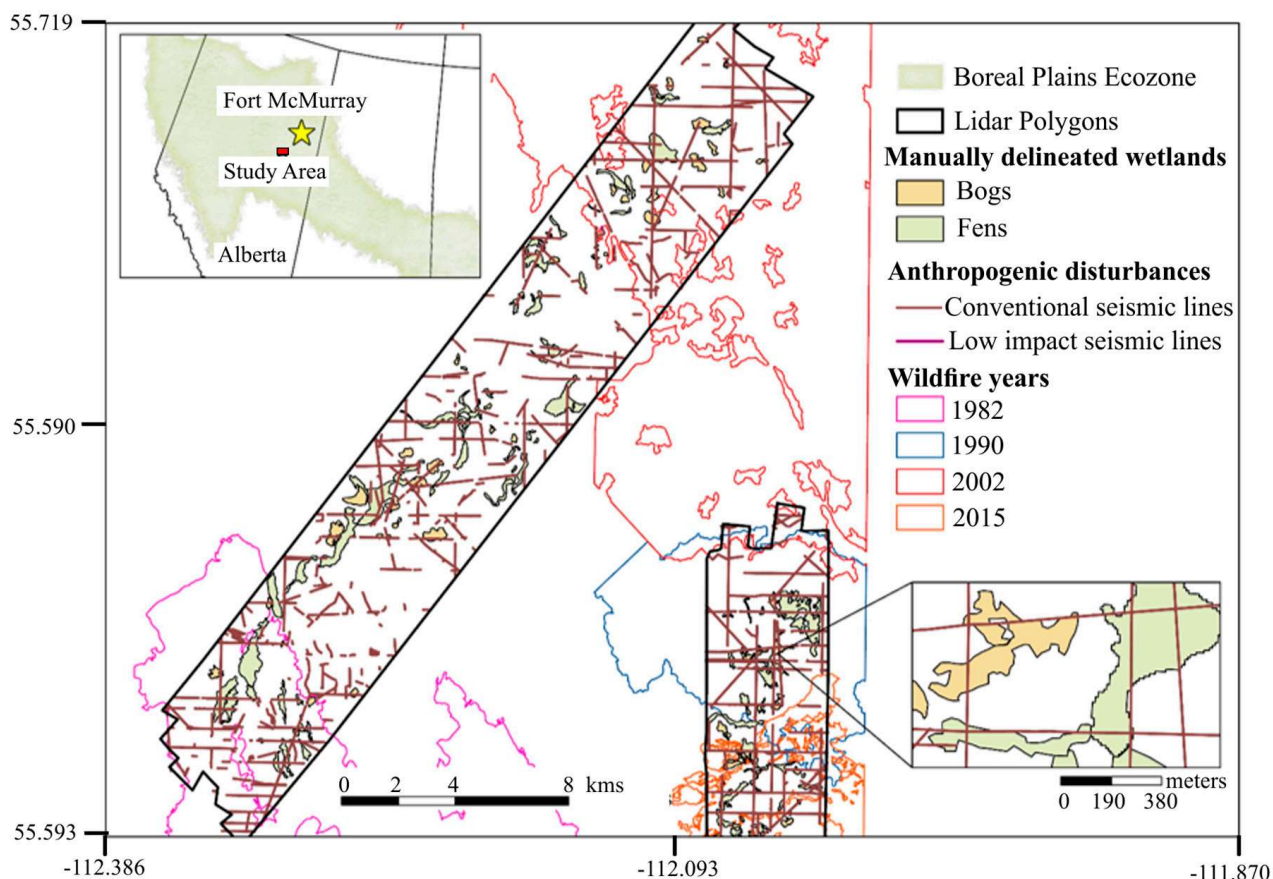 55.719
55.590
55.593
-112.386
-112.093
-111.870
Fort McMurray
Study Area
Alberta
Boreal Plains Ecozone
Lidar Polygons
Manually delineated wetlands
Bogs
Fens
Anthropogenic disturbances
Conventional seismic lines
Low impact seismic lines
Wildfire years
1982
1990
2002
2015
0 2 4 8 kms
meters
0 190 380